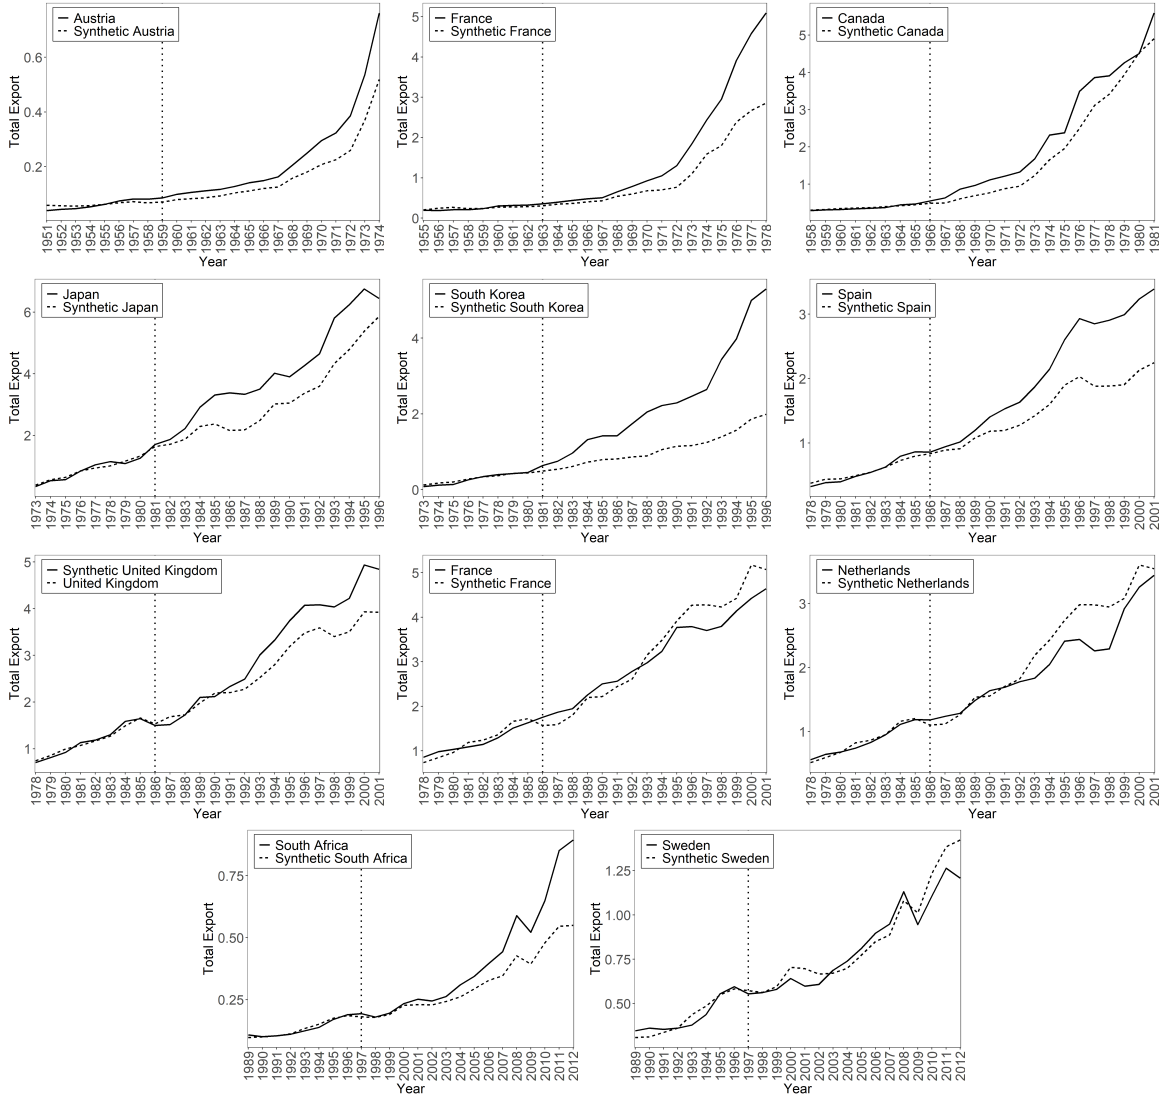 Austria
Synthetic Austria
Total Export
0.6
0.4
0.2
1951 1952 1953 1954 1955 1956 1957 1958 1959 1960 1961 1962 1963 1964 1965 1966 1967 1968 1969 1970 1971 1972 1973 1974
Year
France
Synthetic France
Total Export
5
4
3
2
1
0
1955 1956 1957 1958 1959 1960 1961 1962 1963 1964 1965 1966 1967 1968 1969 1970 1971 1972 1973 1974 1975 1976 1977 1978
Year
Canada
Synthetic Canada
Total Export
5
4
3
2
1
1958 1959 1960 1961 1962 1963 1964 1965 1966 1967 1968 1969 1970 1971 1972 1973 1974 1975 1976 1977 1978 1979 1980 1981
Year
Japan
Synthetic Japan
Total Export
6
4
2
1973 1974 1975 1976 1977 1978 1979 1980 1981 1982 1983 1984 1985 1986 1987 1988 1989 1990 1991 1992 1993 1994 1995 1996
Year
South Korea
Synthetic South Korea
Total Export
4
2
0
1973 1974 1975 1976 1977 1978 1979 1980 1981 1982 1983 1984 1985 1986 1987 1988 1989 1990 1991 1992 1993 1994 1995 1996
Year
Spain
Synthetic Spain
Total Export
3
2
1
1978 1979 1980 1981 1982 1983 1984 1985 1986 1987 1988 1989 1990 1991 1992 1993 1994 1995 1996 1997 1998 1999 2000 2001
Year
Synthetic United Kingdom
United Kingdom
Total Export
5
4
3
2
1
1978 1979 1980 1981 1982 1983 1984 1985 1986 1987 1988 1989 1990 1991 1992 1993 1994 1995 1996 1997 1998 1999 2000 2001
Year
France
Synthetic France
Total Export
5
4
3
2
1
1978 1979 1980 1981 1982 1983 1984 1985 1986 1987 1988 1989 1990 1991 1992 1993 1994 1995 1996 1997 1998 1999 2000 2001
Year
Netherlands
Synthetic Netherlands
Total Export
3
2
1
1978 1979 1980 1981 1982 1983 1984 1985 1986 1987 1988 1989 1990 1991 1992 1993 1994 1995 1996 1997 1998 1999 2000 2001
Year
South Africa
Synthetic South Africa
Total Export
0.75
0.50
0.25
1989 1990 1991 1992 1993 1994 1995 1996 1997 1998 1999 2000 2001 2002 2003 2004 2005 2006 2007 2008 2009 2010 2011 2012
Year
Sweden
Synthetic Sweden
Total Export
1.25
1.00
0.75
0.50
1989 1990 1991 1992 1993 1994 1995 1996 1997 1998 1999 2000 2001 2002 2003 2004 2005 2006 2007 2008 2009 2010 2011 2012
Year